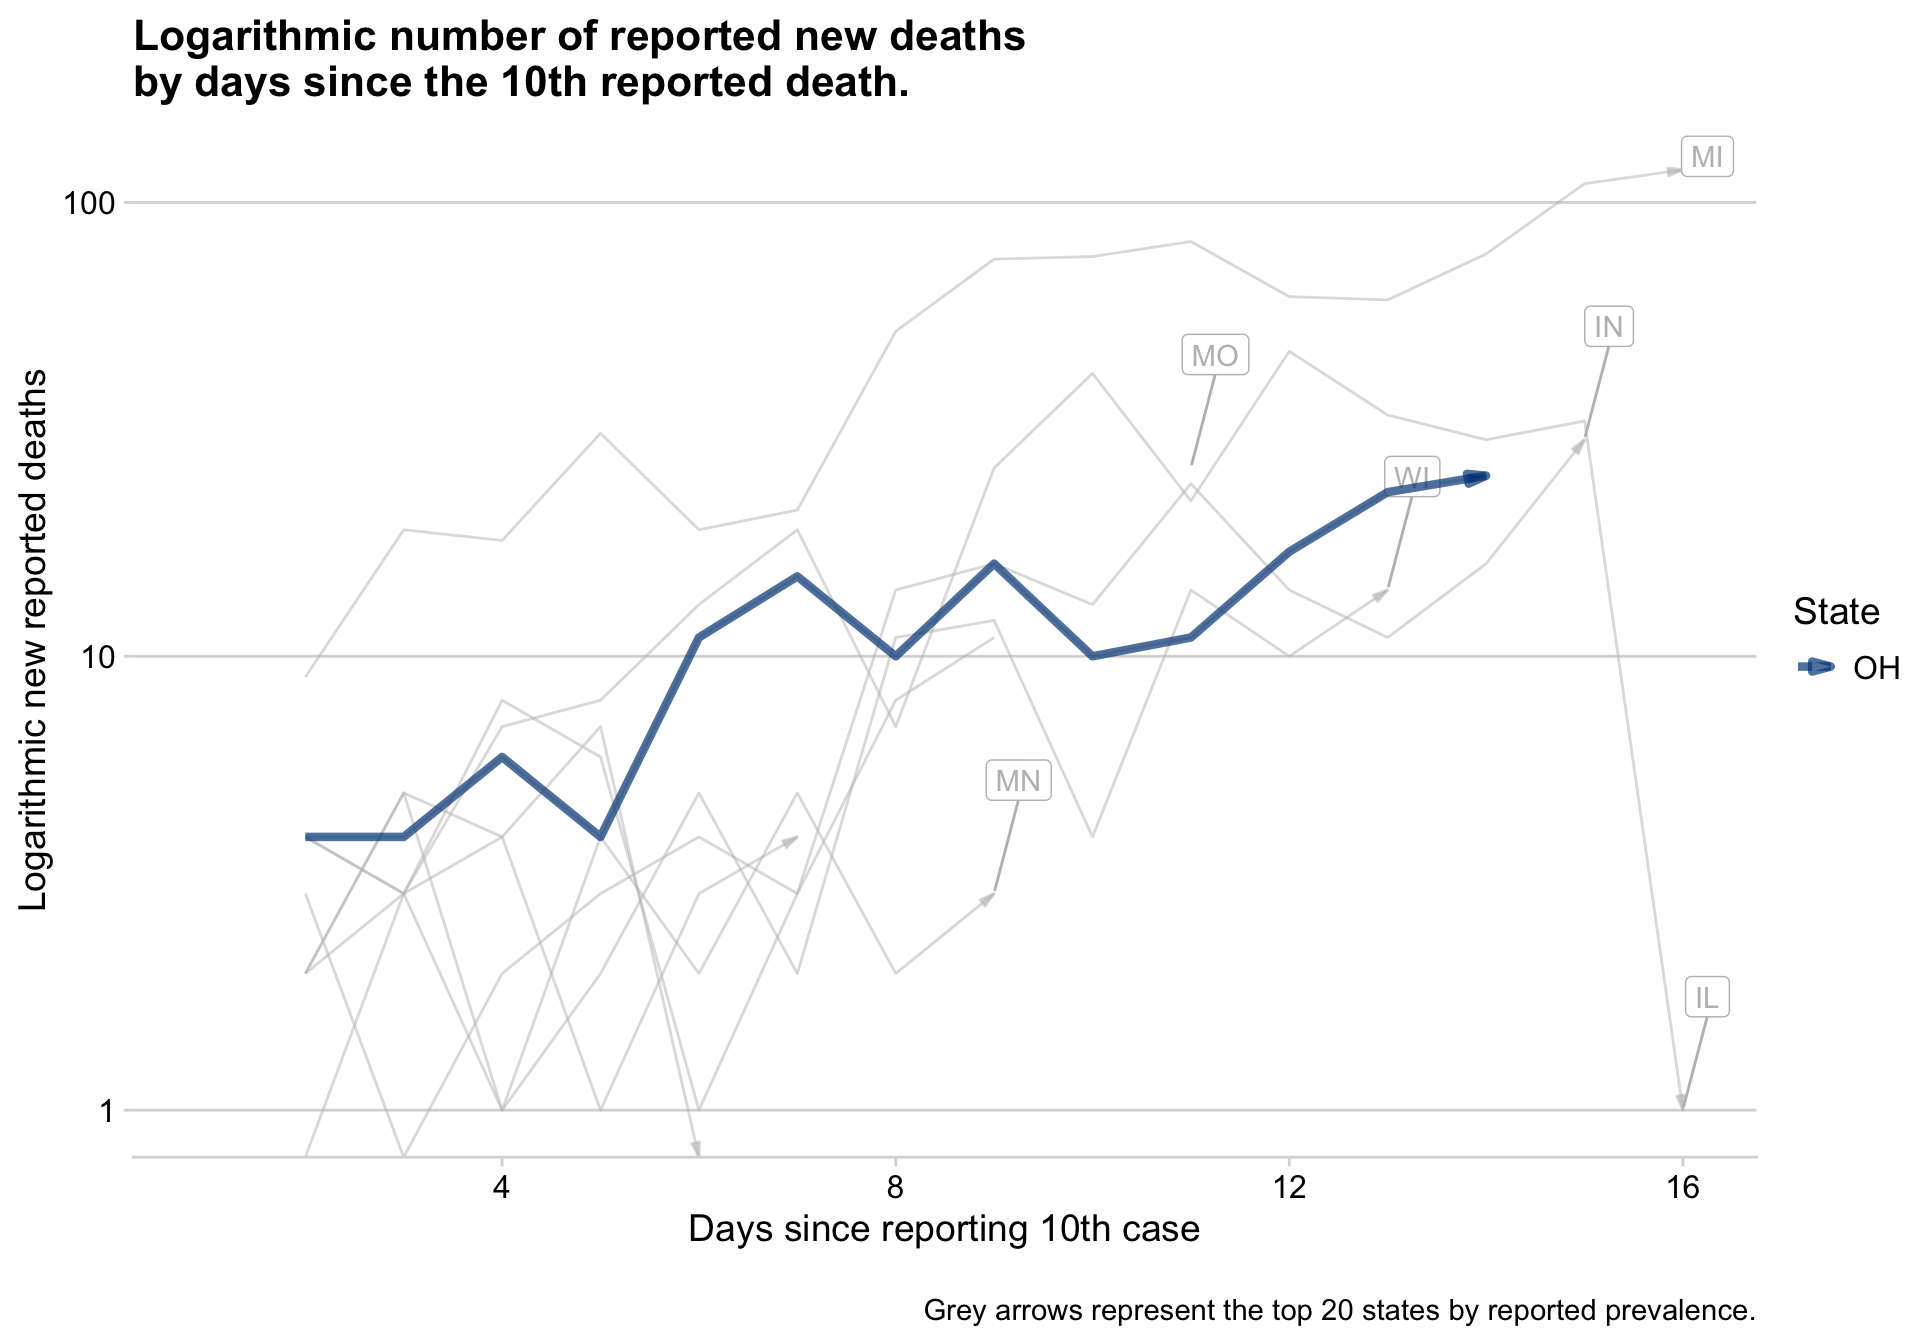 Logarithmic number of reported new deaths
by days since the 10th reported death.
MI
100
IN
MO
WI
Logarithmic new reported deaths
State
OH
10
MN
IL
1
4
8
12
16
Days since reporting 10th case
Grey arrows represent the top 20 states by reported prevalence.